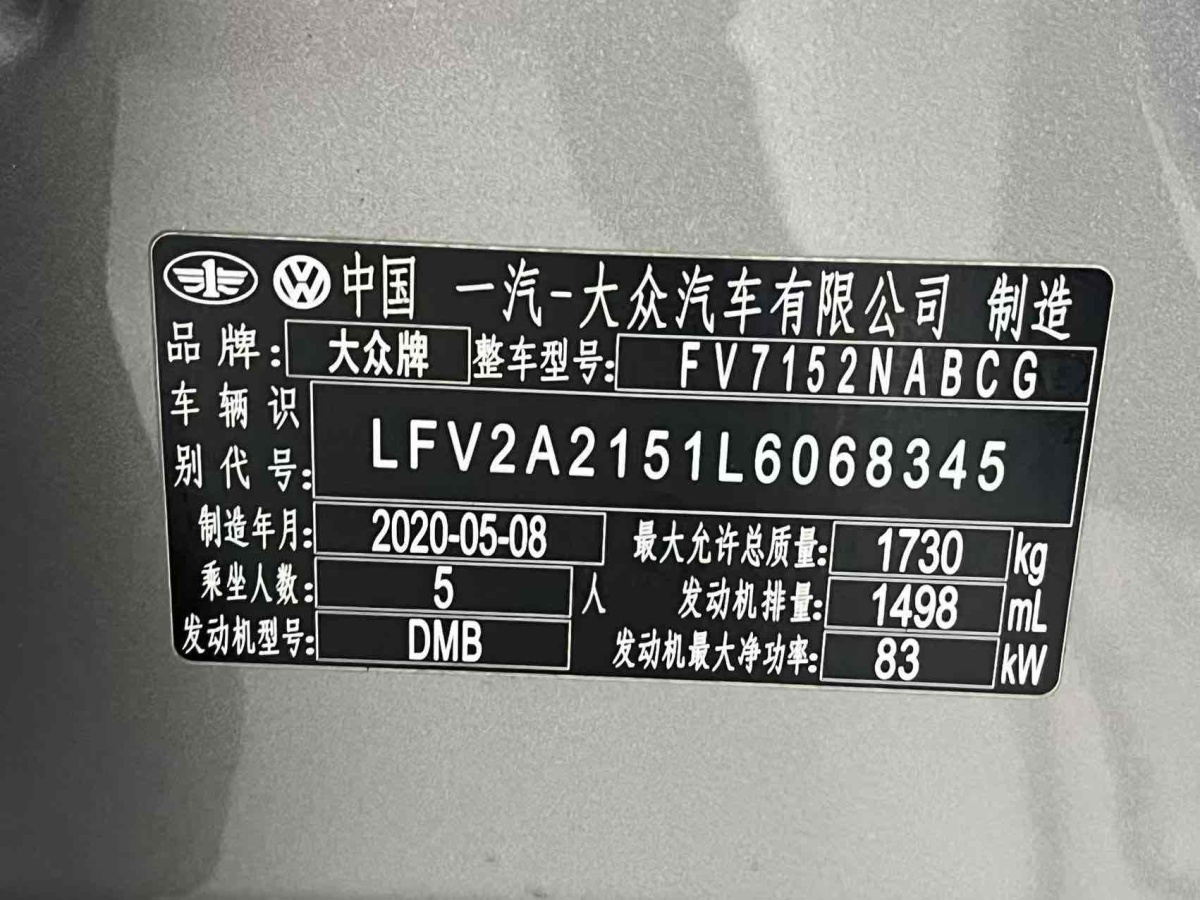 中国 一汽-大众汽车有限公司 制造
品牌: 大众牌 整车型号: FV7152NABCG
车辆识别代号: LFV2A2151L6068345
制造年月: 2020-05-08 最大允许总质量: 1730 kg
乘坐人数: 5 人 发动机排量: 1498 mL
发动机型号: DMB 发动机最大净功率: 83 kW